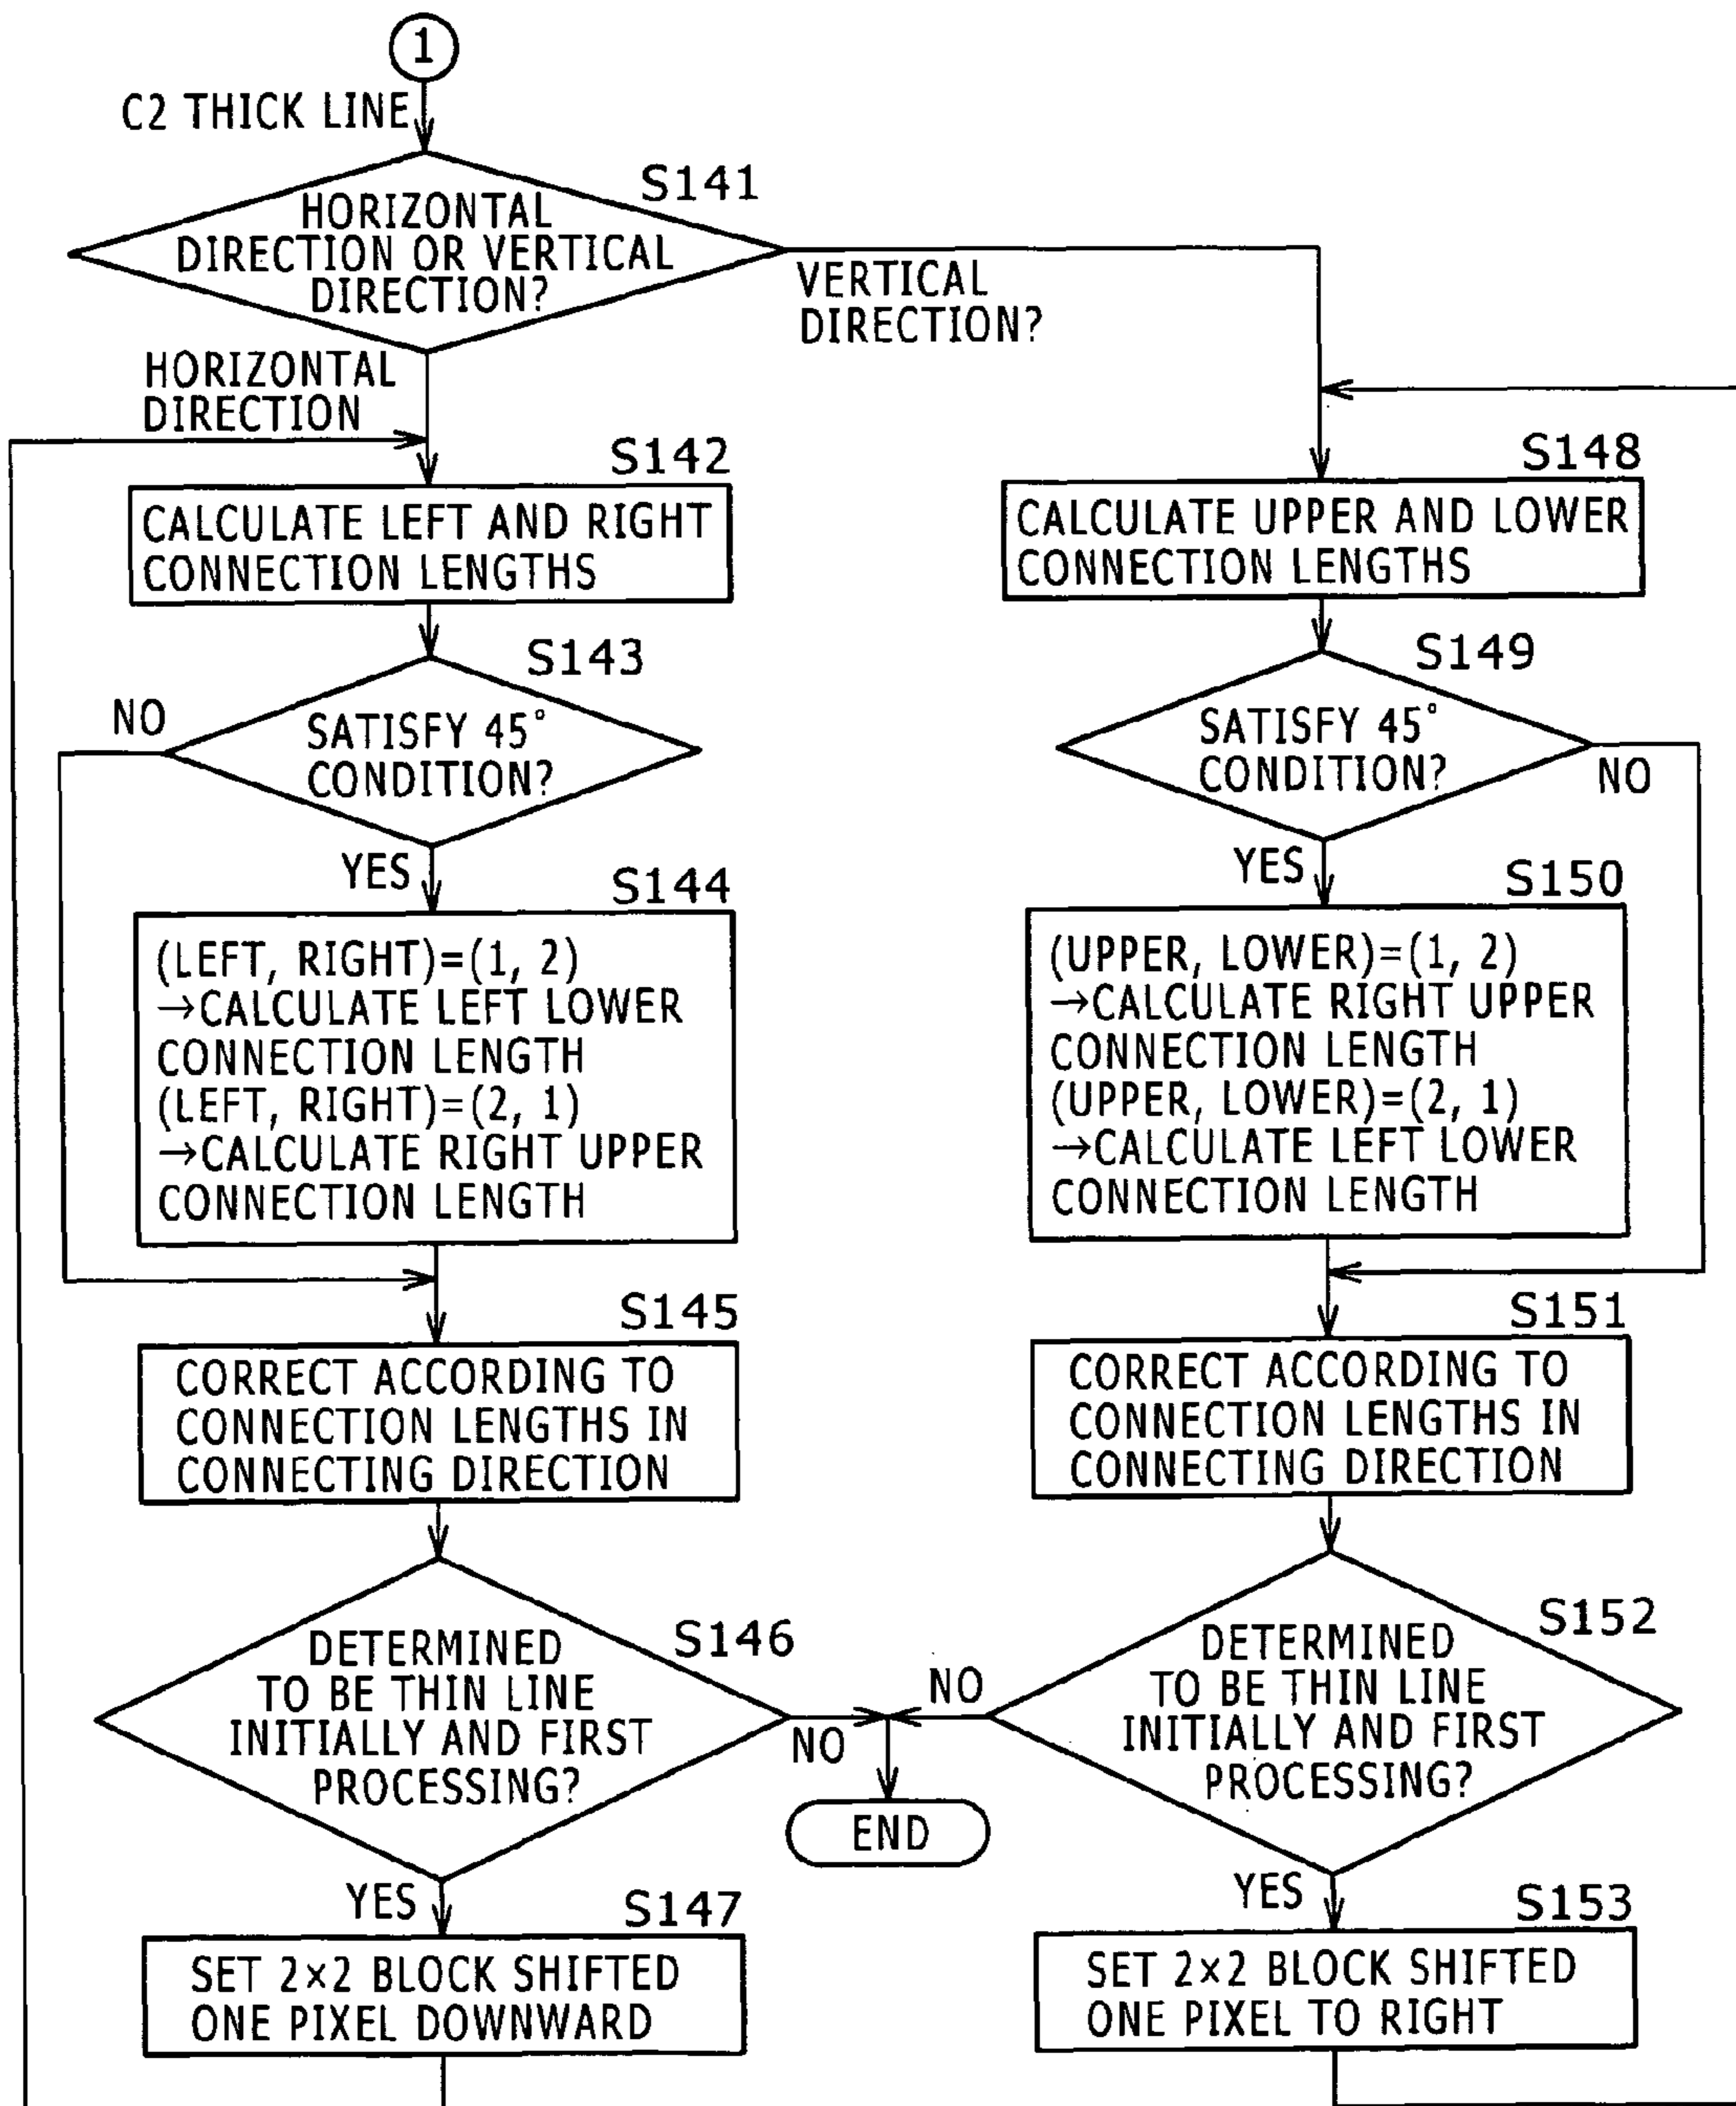 1
C2 THICK LINE
S141
HORIZONTAL
DIRECTION OR VERTICAL
DIRECTION?
VERTICAL
DIRECTION?
HORIZONTAL
DIRECTION
S142
CALCULATE LEFT AND RIGHT
CONNECTION LENGTHS
S143
NO
SATISFY 45°
CONDITION?
YES
S144
(LEFT, RIGHT)=(1, 2)
→CALCULATE LEFT LOWER
CONNECTION LENGTH
(LEFT, RIGHT)=(2, 1)
→CALCULATE RIGHT UPPER
CONNECTION LENGTH
S145
CORRECT ACCORDING TO
CONNECTION LENGTHS IN
CONNECTING DIRECTION
S146
DETERMINED
TO BE THIN LINE
INITIALLY AND FIRST
PROCESSING?
NO
YES
S147
SET 2×2 BLOCK SHIFTED
ONE PIXEL DOWNWARD
S148
CALCULATE UPPER AND LOWER
CONNECTION LENGTHS
S149
SATISFY 45°
CONDITION?
NO
YES
S150
(UPPER, LOWER)=(1, 2)
→CALCULATE RIGHT UPPER
CONNECTION LENGTH
(UPPER, LOWER)=(2, 1)
→CALCULATE LEFT LOWER
CONNECTION LENGTH
S151
CORRECT ACCORDING TO
CONNECTION LENGTHS IN
CONNECTING DIRECTION
S152
DETERMINED
TO BE THIN LINE
INITIALLY AND FIRST
PROCESSING?
NO
END
YES
S153
SET 2×2 BLOCK SHIFTED
ONE PIXEL TO RIGHT